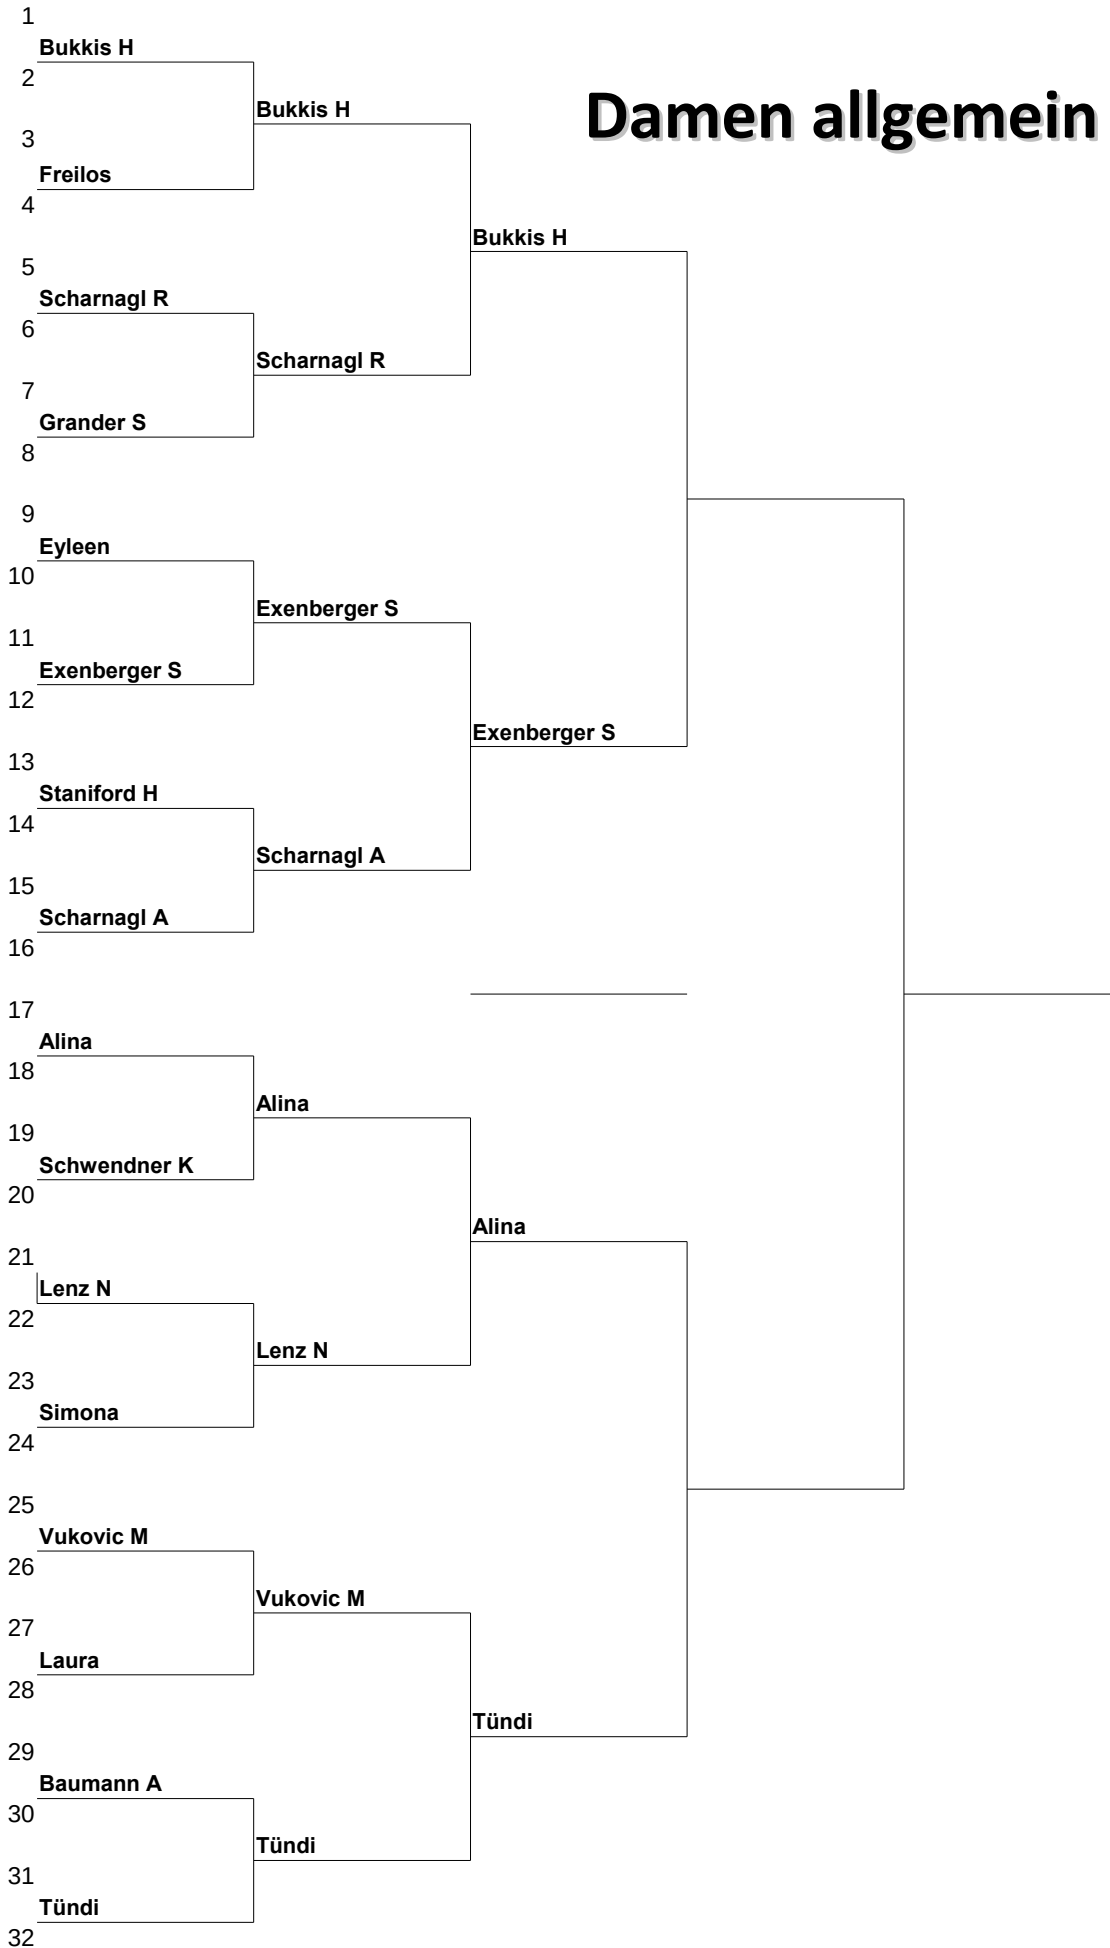 1
Bukkis H
2
Bukkis H
Damen allgemein
3
Freilos
4
Bukkis H
5
Scharnagl R
6
Scharnagl R
7
Grander S
8
9
Eyleen
10
Exenberger S
11
Exenberger S
12
Exenberger S
13
Staniford H
14
Scharnagl A
15
Scharnagl A
16
17
Alina
18
Alina
19
Schwendner K
20
Alina
21
Lenz N
22
Lenz N
23
Simona
24
25
Vukovic M
26
Vukovic M
27
Laura
28
Tündi
29
Baumann A
30
Tündi
31
Tündi
32